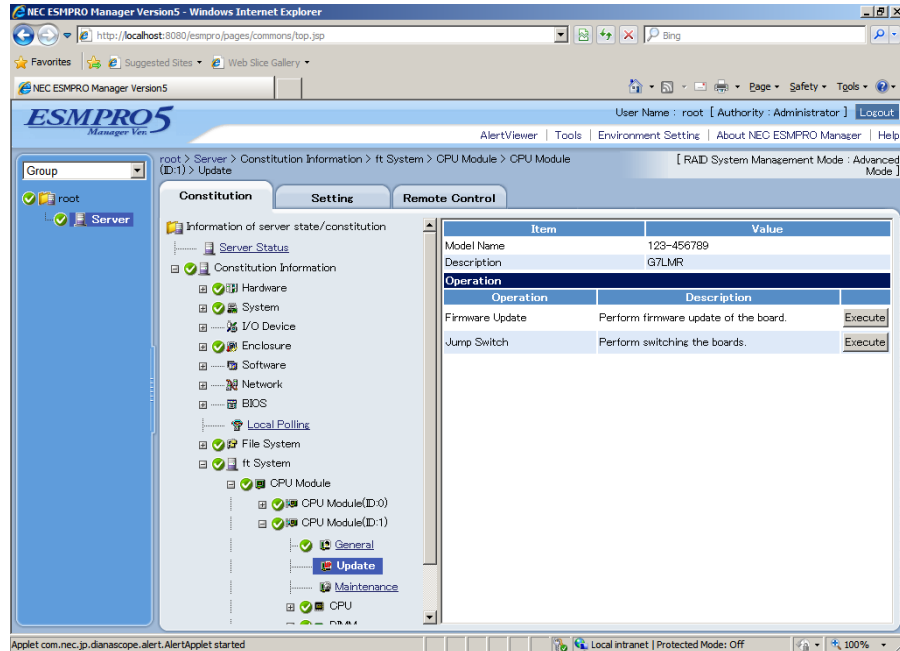 NEC ESMPRO Manager Version5 - Windows Internet Explorer
http://localhost:8080/esmpro/pages/commons/top.jsp
Bing
Favorites Suggested Sites Web Slice Gallery
NEC ESMPRO Manager Version5
Page Safety Tools
ESMPRO5
Manager Ver.
User Name : root [ Authority : Administrator ] Logout
AlertViewer | Tools | Environment Setting | About NEC ESMPRO Manager | Help
Group
root
Server
root > Server > Constitution Information > ft System > CPU Module > CPU Module
(ID:1) > Update
[ RAID System Management Mode : Advanced
Mode ]
Constitution Setting Remote Control
Information of server state/constitution
Server Status
Constitution Information
Hardware
System
I/O Device
Enclosure
Software
Network
BIOS
Local Polling
File System
ft System
CPU Module
CPU Module(ID:0)
CPU Module(ID:1)
General
Update
Maintenance
CPU
DIMM
Item Value
Model Name 123-456789
Description G7LMR
Operation
Operation Description
Firmware Update Perform firmware update of the board. Execute
Jump Switch Perform switching the boards. Execute
Applet com.nec.jp.dianascope.alert.AlertApplet started
Local intranet | Protected Mode: Off
100%